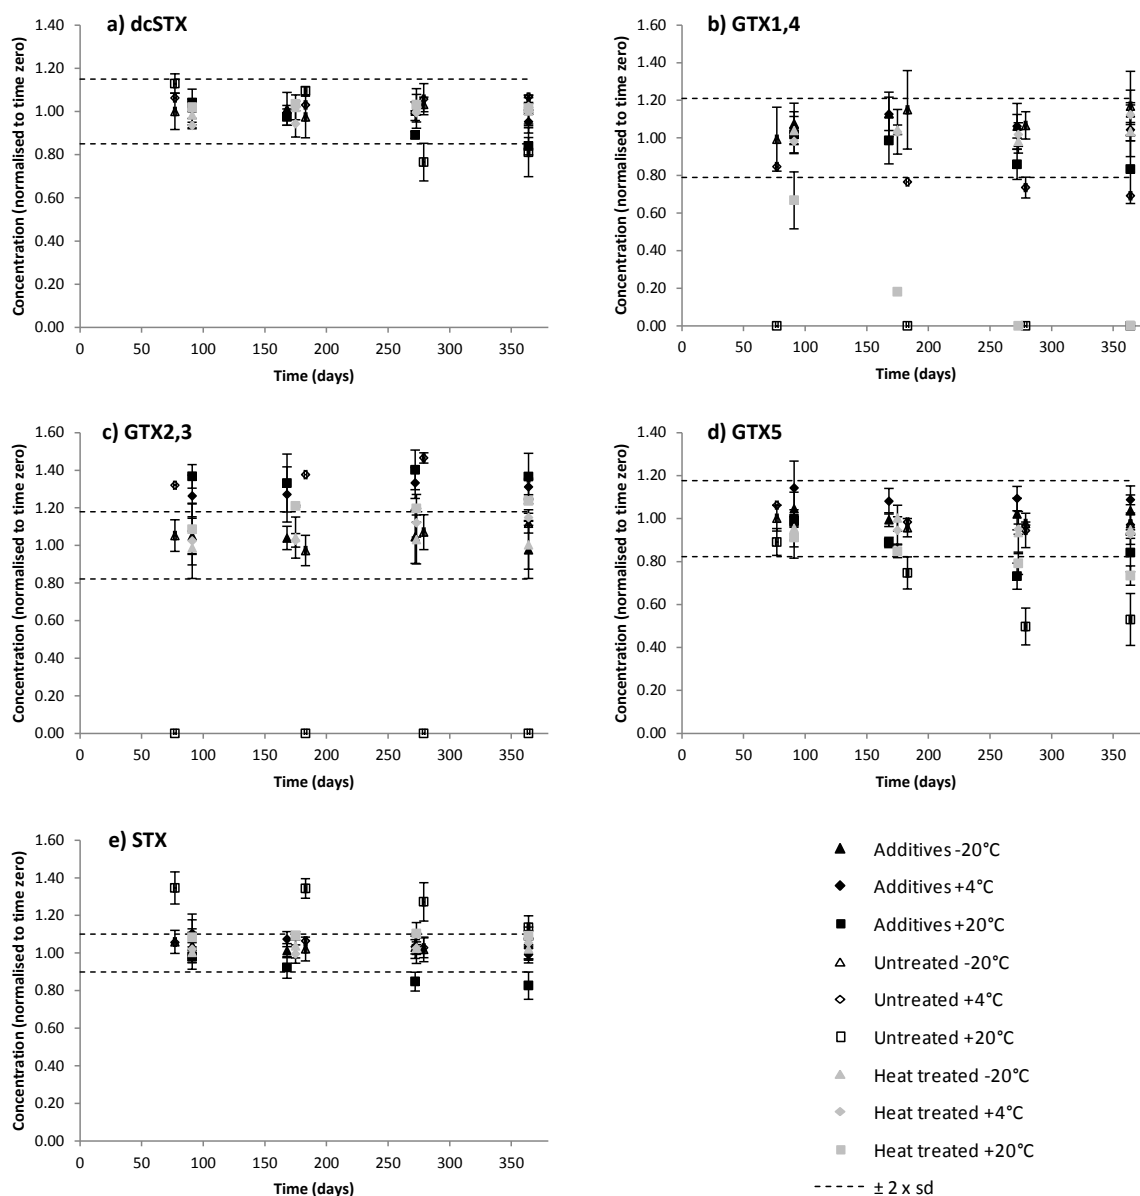 a) dcSTX
Concentration (normalised to time zero)
1.40
1.20
1.00
0.80
0.60
0.40
0.20
0.00
0 50 100 150 200 250 300 350
Time (days)
b) GTX1,4
Concentration (normalised to time zero)
1.60
1.40
1.20
1.00
0.80
0.60
0.40
0.20
0.00
0 50 100 150 200 250 300 350
Time (days)
c) GTX2,3
Concentration (normalised to time zero)
1.60
1.40
1.20
1.00
0.80
0.60
0.40
0.20
0.00
0 50 100 150 200 250 300 350
Time (days)
d) GTX5
Concentration (normalised to time zero)
1.40
1.20
1.00
0.80
0.60
0.40
0.20
0.00
0 50 100 150 200 250 300 350
Time (days)
e) STX
Concentration (normalised to time zero)
1.60
1.40
1.20
1.00
0.80
0.60
0.40
0.20
0.00
0 50 100 150 200 250 300 350
Time (days)
Additives -20°C
Additives +4°C
Additives +20°C
Untreated -20°C
Untreated +4°C
Untreated +20°C
Heat treated -20°C
Heat treated +4°C
Heat treated +20°C
± 2 x sd